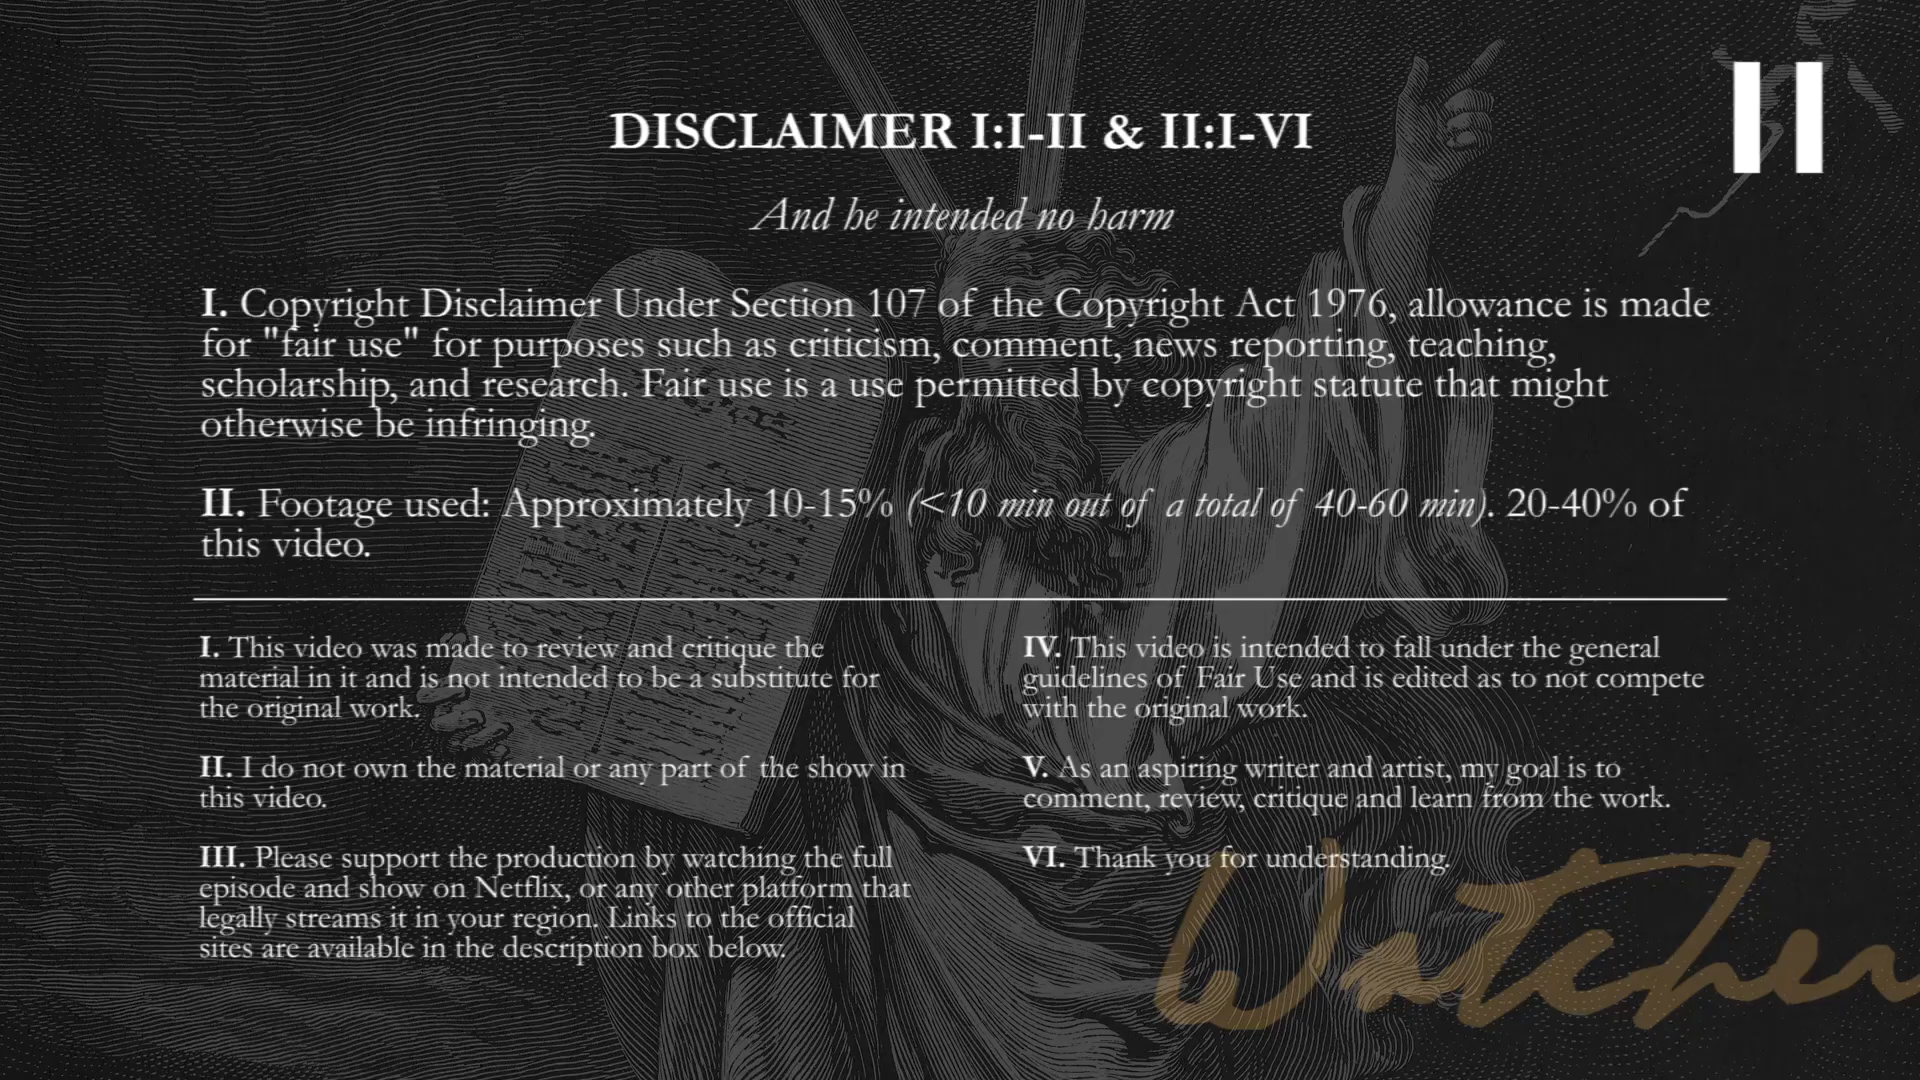 DISCLAIMER I:I-II & II:I-VI
And he intended no harm
I. Copyright Disclaimer Under Section 107 of the Copyright Act 1976, allowance is made
for "fair use" for purposes such as criticism, comment, news reporting, teaching,
scholarship, and research. Fair use is a use permitted by copyright statute that might
otherwise be infringing.
II. Footage used: Approximately 10-15% (<10 min out of a total of 40-60 min). 20-40% of
this video.
I. This video was made to review and critique the
material in it and is not intended to be a substitute for
the original work.
II. I do not own the material or any part of the show in
this video.
III. Please support the production by watching the full
episode and show on Netflix, or any other platform that
legally streams it in your region. Links to the official
sites are available in the description box below.
IV. This video is intended to fall under the general
guidelines of Fair Use and is edited as to not compete
with the original work.
V. As an aspiring writer and artist, my goal is to
comment, review, critique and learn from the work.
VI. Thank you for understanding.
Watcher